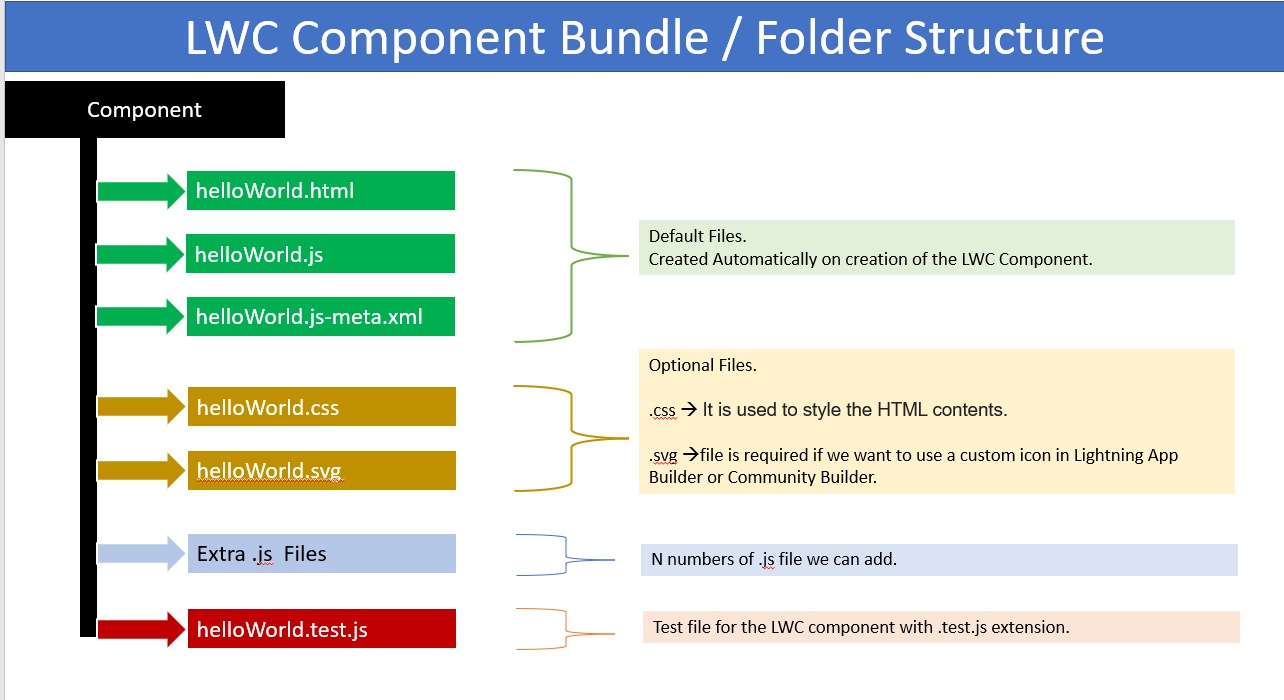 LWC Component Bundle / Folder Structure
Component
helloWorld.html
helloWorld.js
helloWorld.js-meta.xml
Default Files.
Created Automatically on creation of the LWC Component.
helloWorld.css
helloWorld.svg
Optional Files.
.css → It is used to style the HTML contents.
.svg →file is required if we want to use a custom icon in Lightning App
Builder or Community Builder.
Extra .js  Files
N numbers of .js file we can add.
helloWorld.test.js
Test file for the LWC component with .test.js extension.